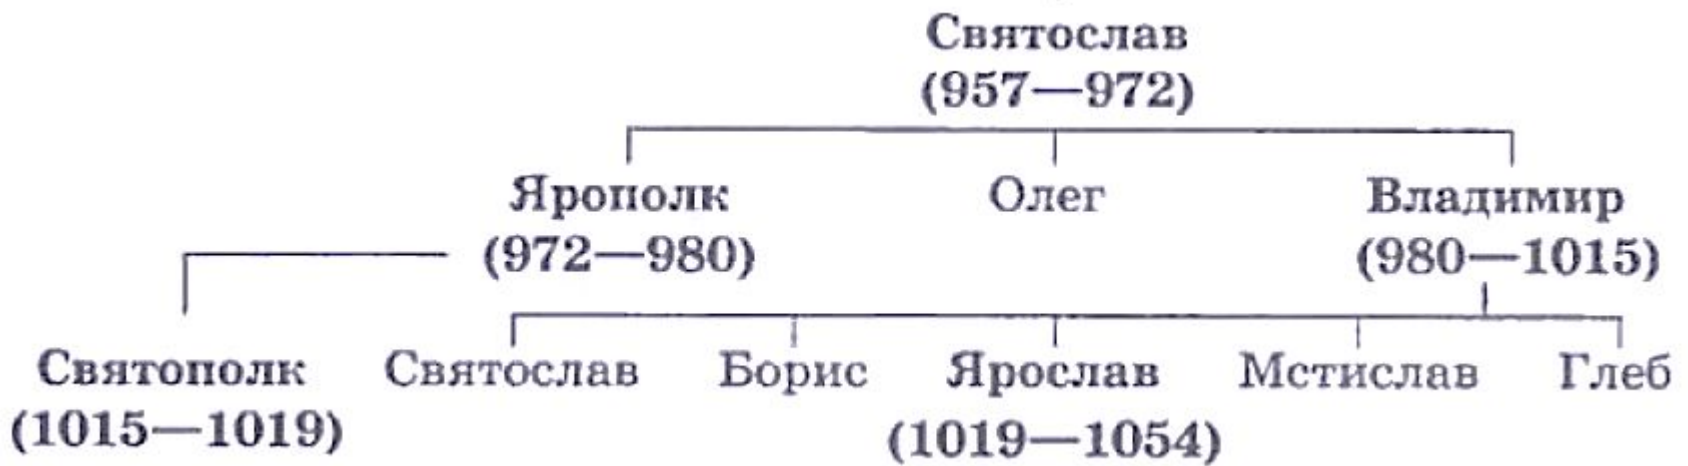 Святослав
(957—972)
Ярополк Олег Владимир
(972—980) (980—1015)
Святополк Святослав Борис Ярослав Мстислав Глеб
(1015—1019) (1019—1054)